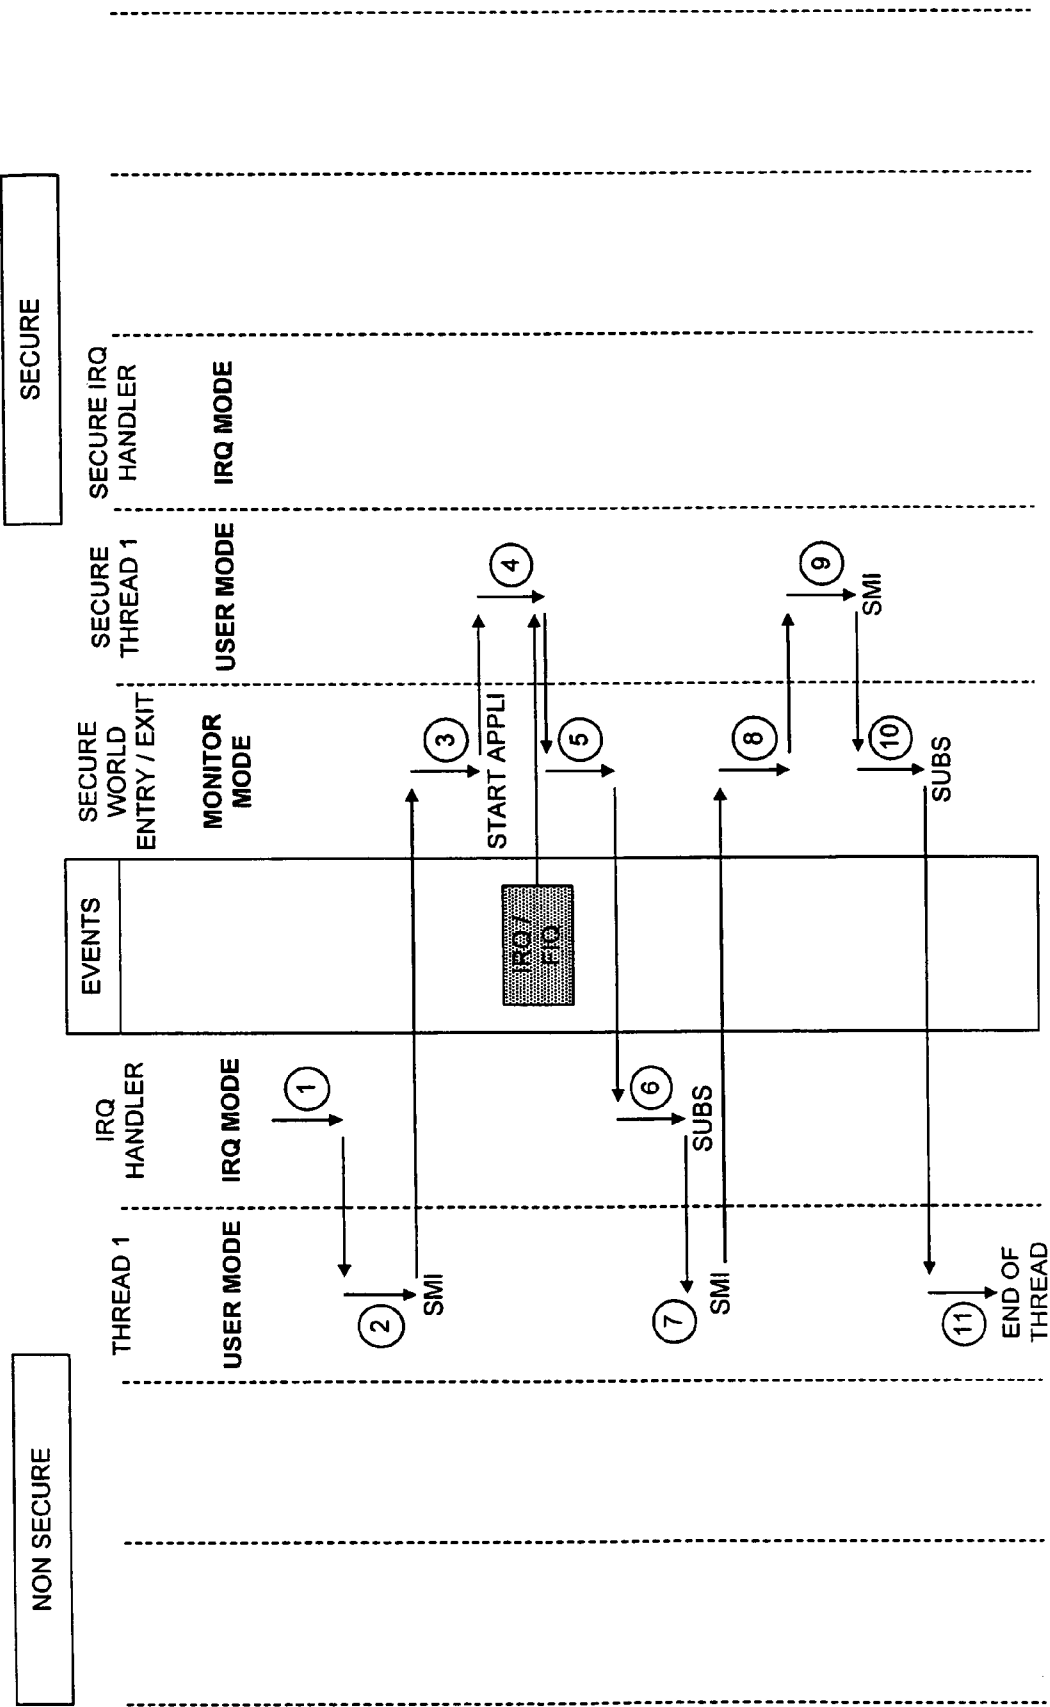 NON SECURE
SECURE
THREAD 1
USER MODE
IRQ
HANDLER
IRQ MODE
EVENTS
SECURE
WORLD
ENTRY / EXIT
MONITOR
MODE
SECURE
THREAD 1
USER MODE
SECURE IRQ
HANDLER
IRQ MODE
1
2
SMI
3
START APPLI
4
IRQ /
FIQ
5
6
SUBS
7
SMI
8
9
SMI
10
SUBS
11
END OF
THREAD